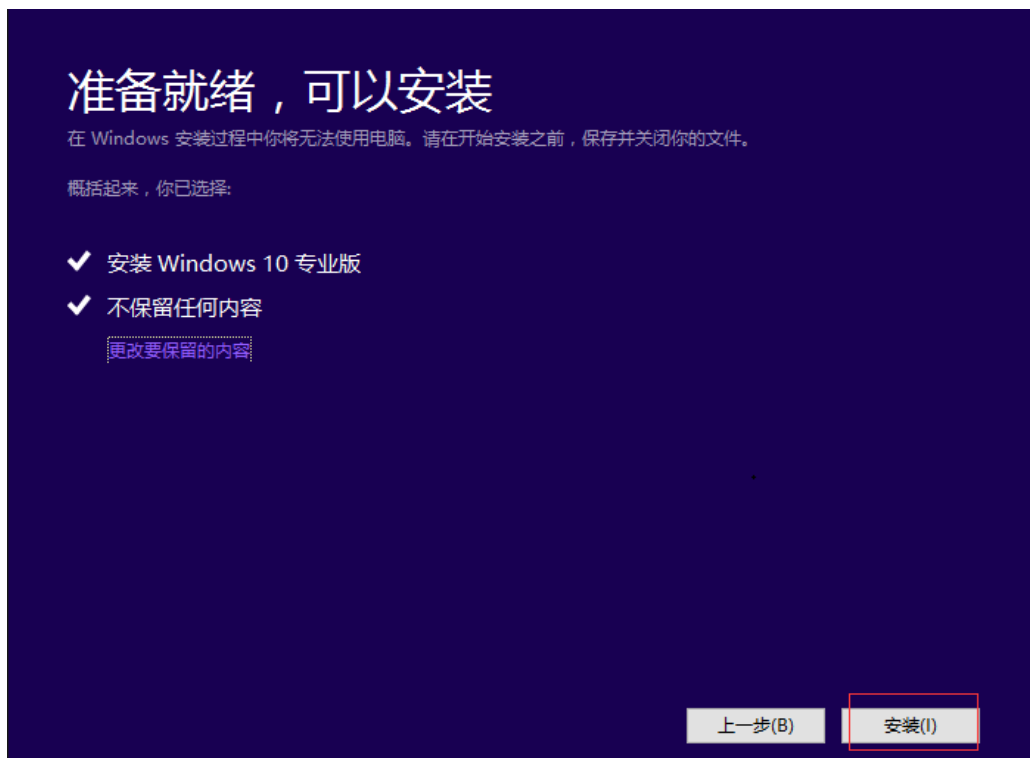 准备就绪，可以安装
在 Windows 安装过程中你将无法使用电脑。请在开始安装之前，保存并关闭你的文件。
概括起来，你已选择:
安装 Windows 10 专业版
不保留任何内容
更改要保留的内容
上一步(B)
安装(I)